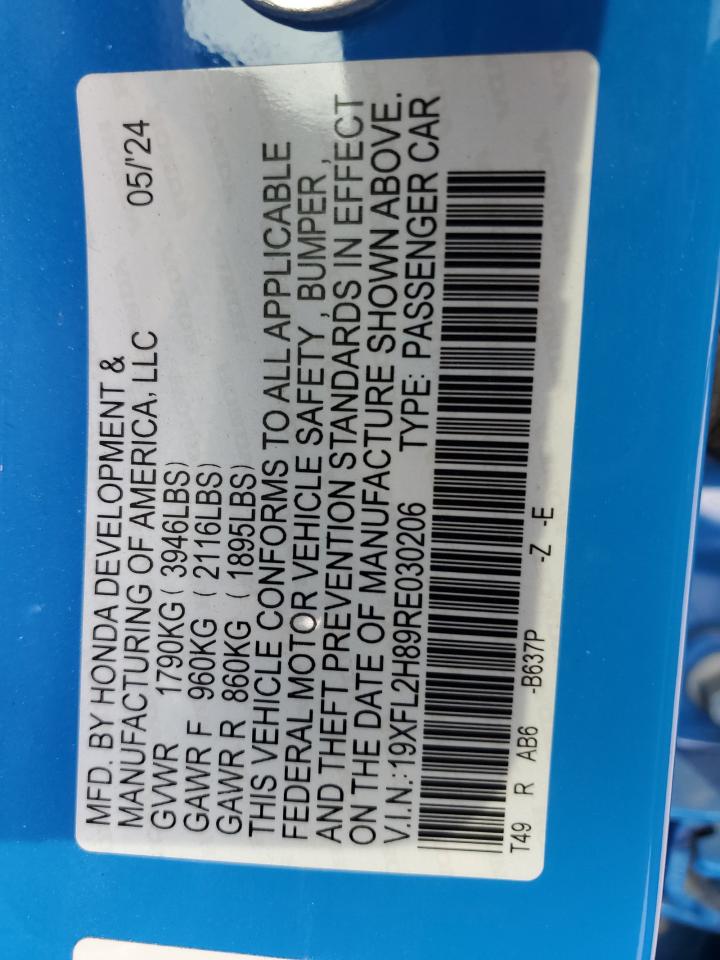 MFD. BY HONDA DEVELOPMENT &
MANUFACTURING OF AMERICA, LLC 05/'24
GVWR 1790KG ( 3946LBS)
GAWR F 960KG ( 2116LBS)
GAWR R 860KG ( 1895LBS)
THIS VEHICLE CONFORMS TO ALL APPLICABLE
FEDERAL MOTOR VEHICLE SAFETY , BUMPER ,
AND THEFT PREVENTION STANDARDS IN EFFECT
ON THE DATE OF MANUFACTURE SHOWN ABOVE.
V.I.N.:19XFL2H89RE030206 TYPE: PASSENGER CAR
T49 R AB6 -B637P -Z -E